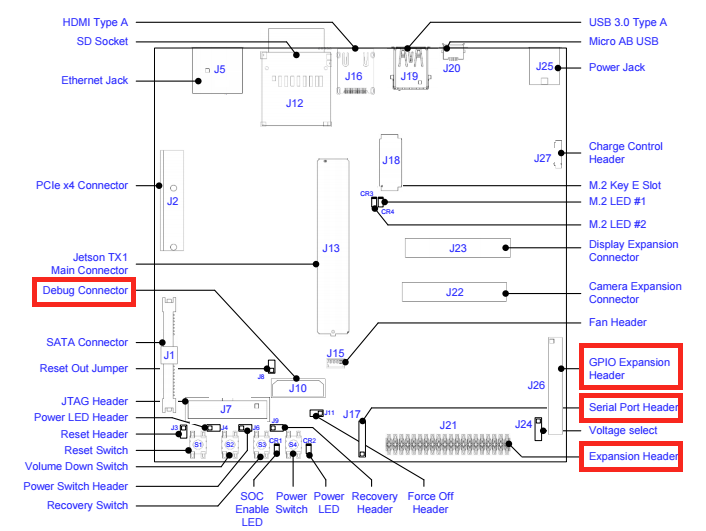 HDMI Type A
SD Socket
Ethernet Jack
PCIe x4 Connector
Jetson TX1
Main Connector
Debug Connector
SATA Connector
Reset Out Jumper
JTAG Header
Power LED Header
Reset Header
Reset Switch
Volume Down Switch
Power Switch Header
Recovery Switch
J5
J12
J16
J19
J20
J25
J2
J18
J27
CR3
CR4
J13
J23
J22
J15
J1
J8
J10
J26
J7
J11
J17
J24
J3
J4
J6
J9
J21
S1
S2
S3
CR1
S4
CR2
SOC
Enable
LED
Power
Switch
Power
LED
Recovery
Header
Force Off
Header
USB 3.0 Type A
Micro AB USB
Power Jack
Charge Control
Header
M.2 Key E Slot
M.2 LED #1
M.2 LED #2
Display Expansion
Connector
Camera Expansion
Connector
Fan Header
GPIO Expansion
Header
Serial Port Header
Voltage select
Expansion Header